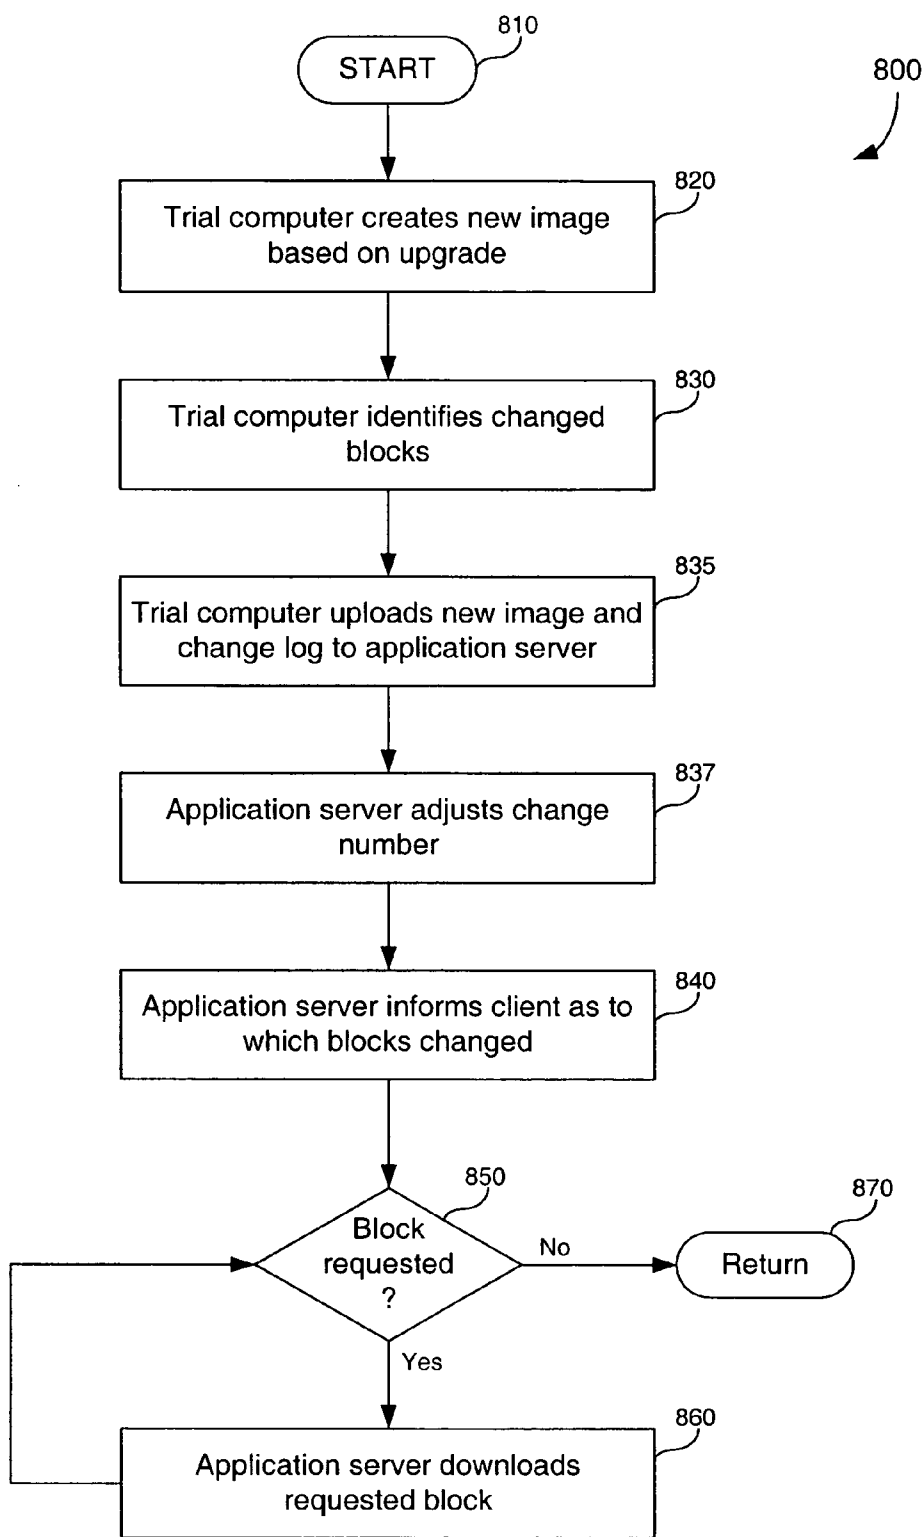 810
START
800
820
Trial computer creates new image
based on upgrade
830
Trial computer identifies changed
blocks
835
Trial computer uploads new image and
change log to application server
837
Application server adjusts change
number
840
Application server informs client as to
which blocks changed
850
Block
requested
?
No
870
Return
Yes
860
Application server downloads
requested block